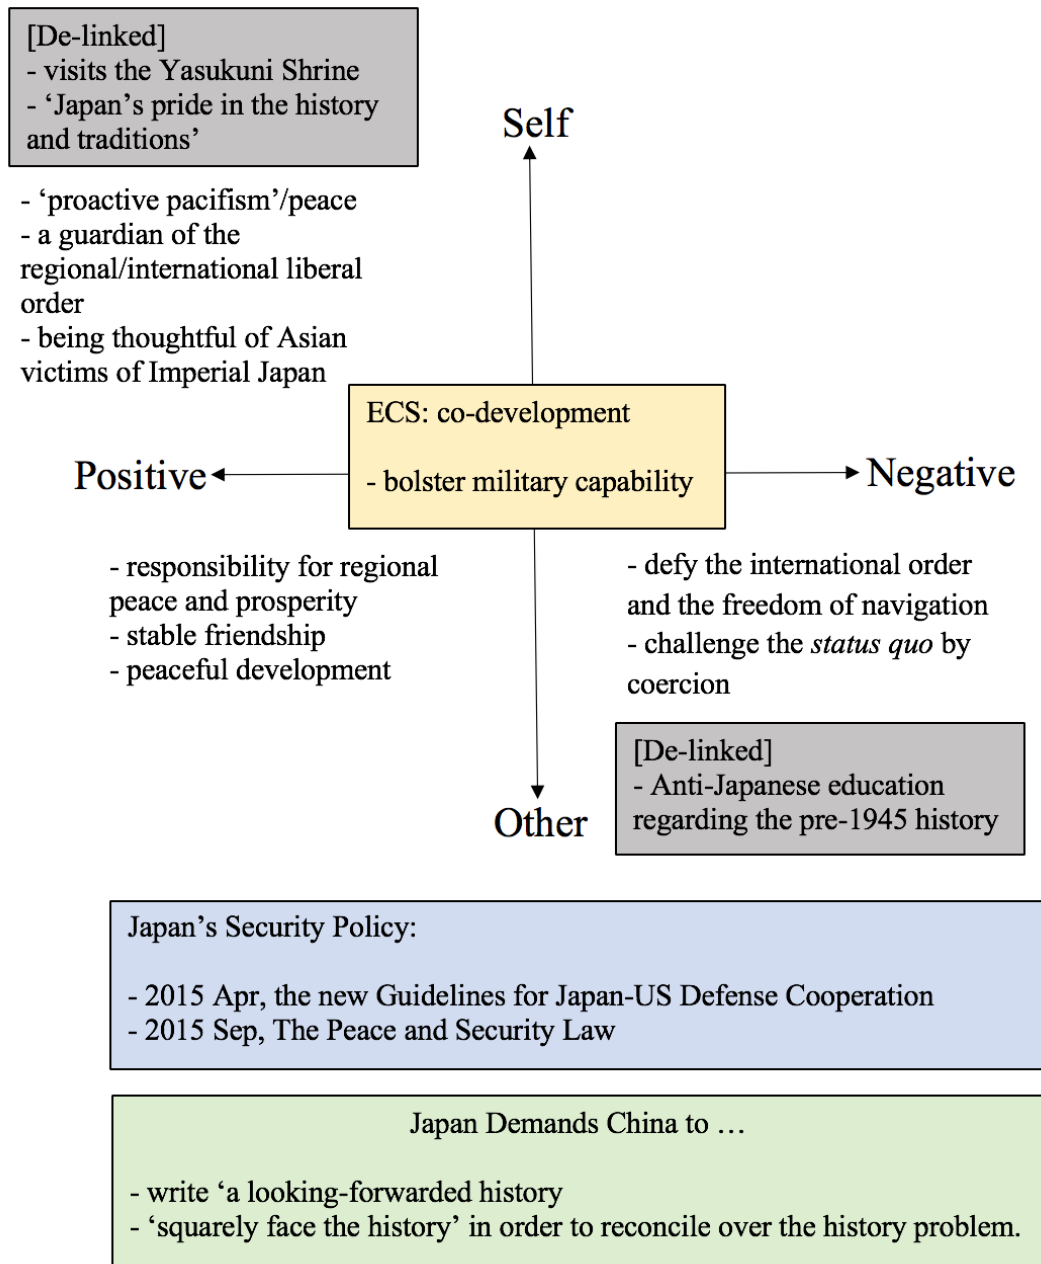 [De-linked]
- visits the Yasukuni Shrine
- ‘Japan’s pride in the history
and traditions’
Self
- ‘proactive pacifism’/peace
- a guardian of the
regional/international liberal
order
- being thoughtful of Asian
victims of Imperial Japan
ECS: co-development
- bolster military capability
Positive
Negative
- responsibility for regional
peace and prosperity
- stable friendship
- peaceful development
- defy the international order
and the freedom of navigation
- challenge the status quo by
coercion
[De-linked]
- Anti-Japanese education
regarding the pre-1945 history
Other
Japan’s Security Policy:
- 2015 Apr, the new Guidelines for Japan-US Defense Cooperation
- 2015 Sep, The Peace and Security Law
Japan Demands China to …
- write ‘a looking-forwarded history
- ‘squarely face the history’ in order to reconcile over the history problem.